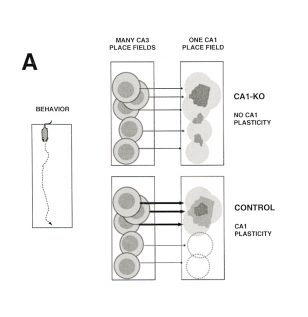 MANY CA3
PLACE FIELDS
ONE CA1
PLACE FIELD
A
CA1-KO
BEHAVIOR
NO CA1
PLASTICITY
CONTROL
CA1
PLASTICITY